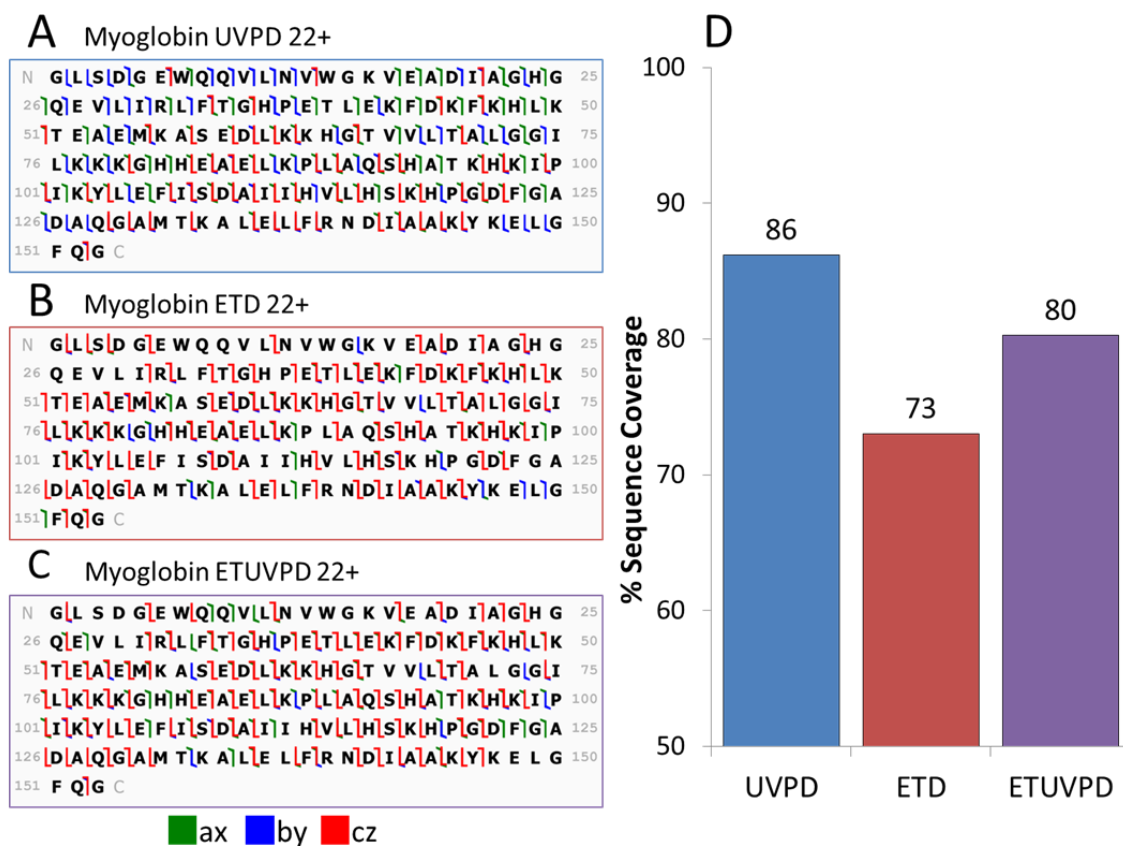 A Myoglobin UVPD 22+
N G L S D G E W Q Q V L N V W G K V E A D I A G H G 25
26 Q E V L I R L F T G H P E T L E K F D K F K H L K 50
51 T E A E M K A S E D L K K H G T V V L T A L G G I 75
76 L K K K G H H E A E L K P L A Q S H A T K H K I P 100
101 I K Y L E F I S D A I I H V L H S K H P G D F G A 125
126 D A Q G A M T K A L E L F R N D I A A K Y K E L G 150
151 F Q G C
B Myoglobin ETD 22+
N G L S D G E W Q Q V L N V W G K V E A D I A G H G 25
26 Q E V L I R L F T G H P E T L E K F D K F K H L K 50
51 T E A E M K A S E D L K K H G T V V L T A L G G I 75
76 L K K K G H H E A E L K P L A Q S H A T K H K I P 100
101 I K Y L E F I S D A I I H V L H S K H P G D F G A 125
126 D A Q G A M T K A L E L F R N D I A A K Y K E L G 150
151 F Q G C
C Myoglobin ETUVPD 22+
N G L S D G E W Q Q V L N V W G K V E A D I A G H G 25
26 Q E V L I R L F T G H P E T L E K F D K F K H L K 50
51 T E A E M K A S E D L K K H G T V V L T A L G G I 75
76 L K K K G H H E A E L K P L A Q S H A T K H K I P 100
101 I K Y L E F I S D A I I H V L H S K H P G D F G A 125
126 D A Q G A M T K A L E L F R N D I A A K Y K E L G 150
151 F Q G C
ax by cz
D
% Sequence Coverage
100
90
80
70
60
50
86
73
80
UVPD ETD ETUVPD